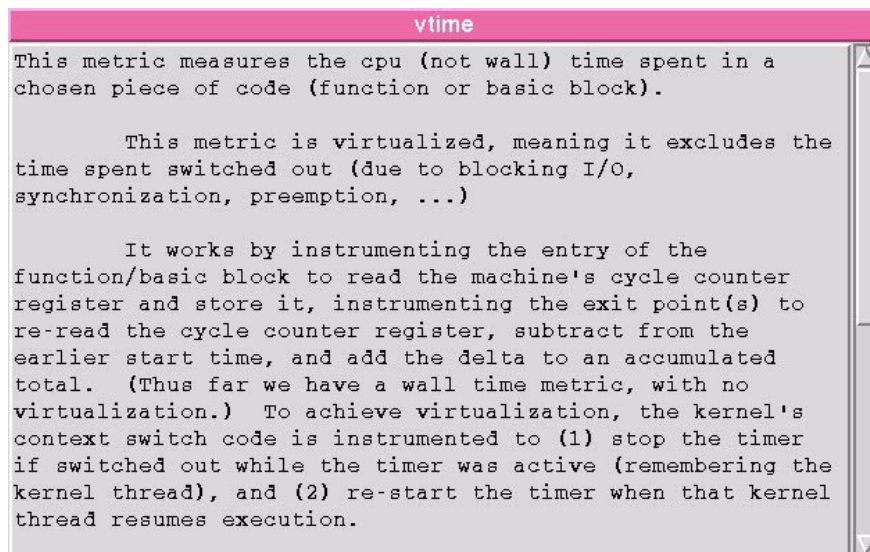 vtime
This metric measures the cpu (not wall) time spent in a
chosen piece of code (function or basic block).
This metric is virtualized, meaning it excludes the
time spent switched out (due to blocking I/O,
synchronization, preemption, ...)
It works by instrumenting the entry of the
function/basic block to read the machine's cycle counter
register and store it, instrumenting the exit point(s) to
re-read the cycle counter register, subtract from the
earlier start time, and add the delta to an accumulated
total.  (Thus far we have a wall time metric, with no
virtualization.)  To achieve virtualization, the kernel's
context switch code is instrumented to (1) stop the timer
if switched out while the timer was active (remembering the
kernel thread), and (2) re-start the timer when that kernel
thread resumes execution.